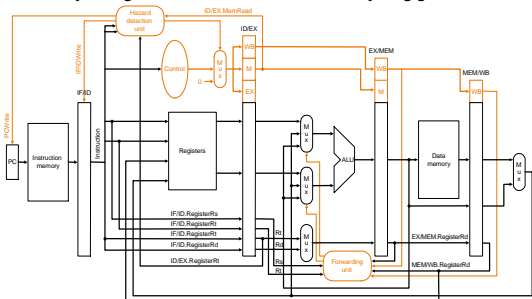 Hazard
detection
unit
ID/EX.MemRead
ID/EX
IF/IDWrite
PCWrite
Control
M
u
x
0
WB
M
EX
EX/MEM
WB
M
MEM/WB
WB
IF/ID
PC
Instruction
memory
Instruction
Registers
M
u
x
M
u
x
ALU
Data
memory
M
u
x
IF/ID.RegisterRs
IF/ID.RegisterRt
IF/ID.RegisterRt
IF/ID.RegisterRd
ID/EX.RegisterRt
Rt
Rd
Rs
Rt
M
u
x
Forwarding
unit
EX/MEM.RegisterRd
MEM/WB.RegisterRd